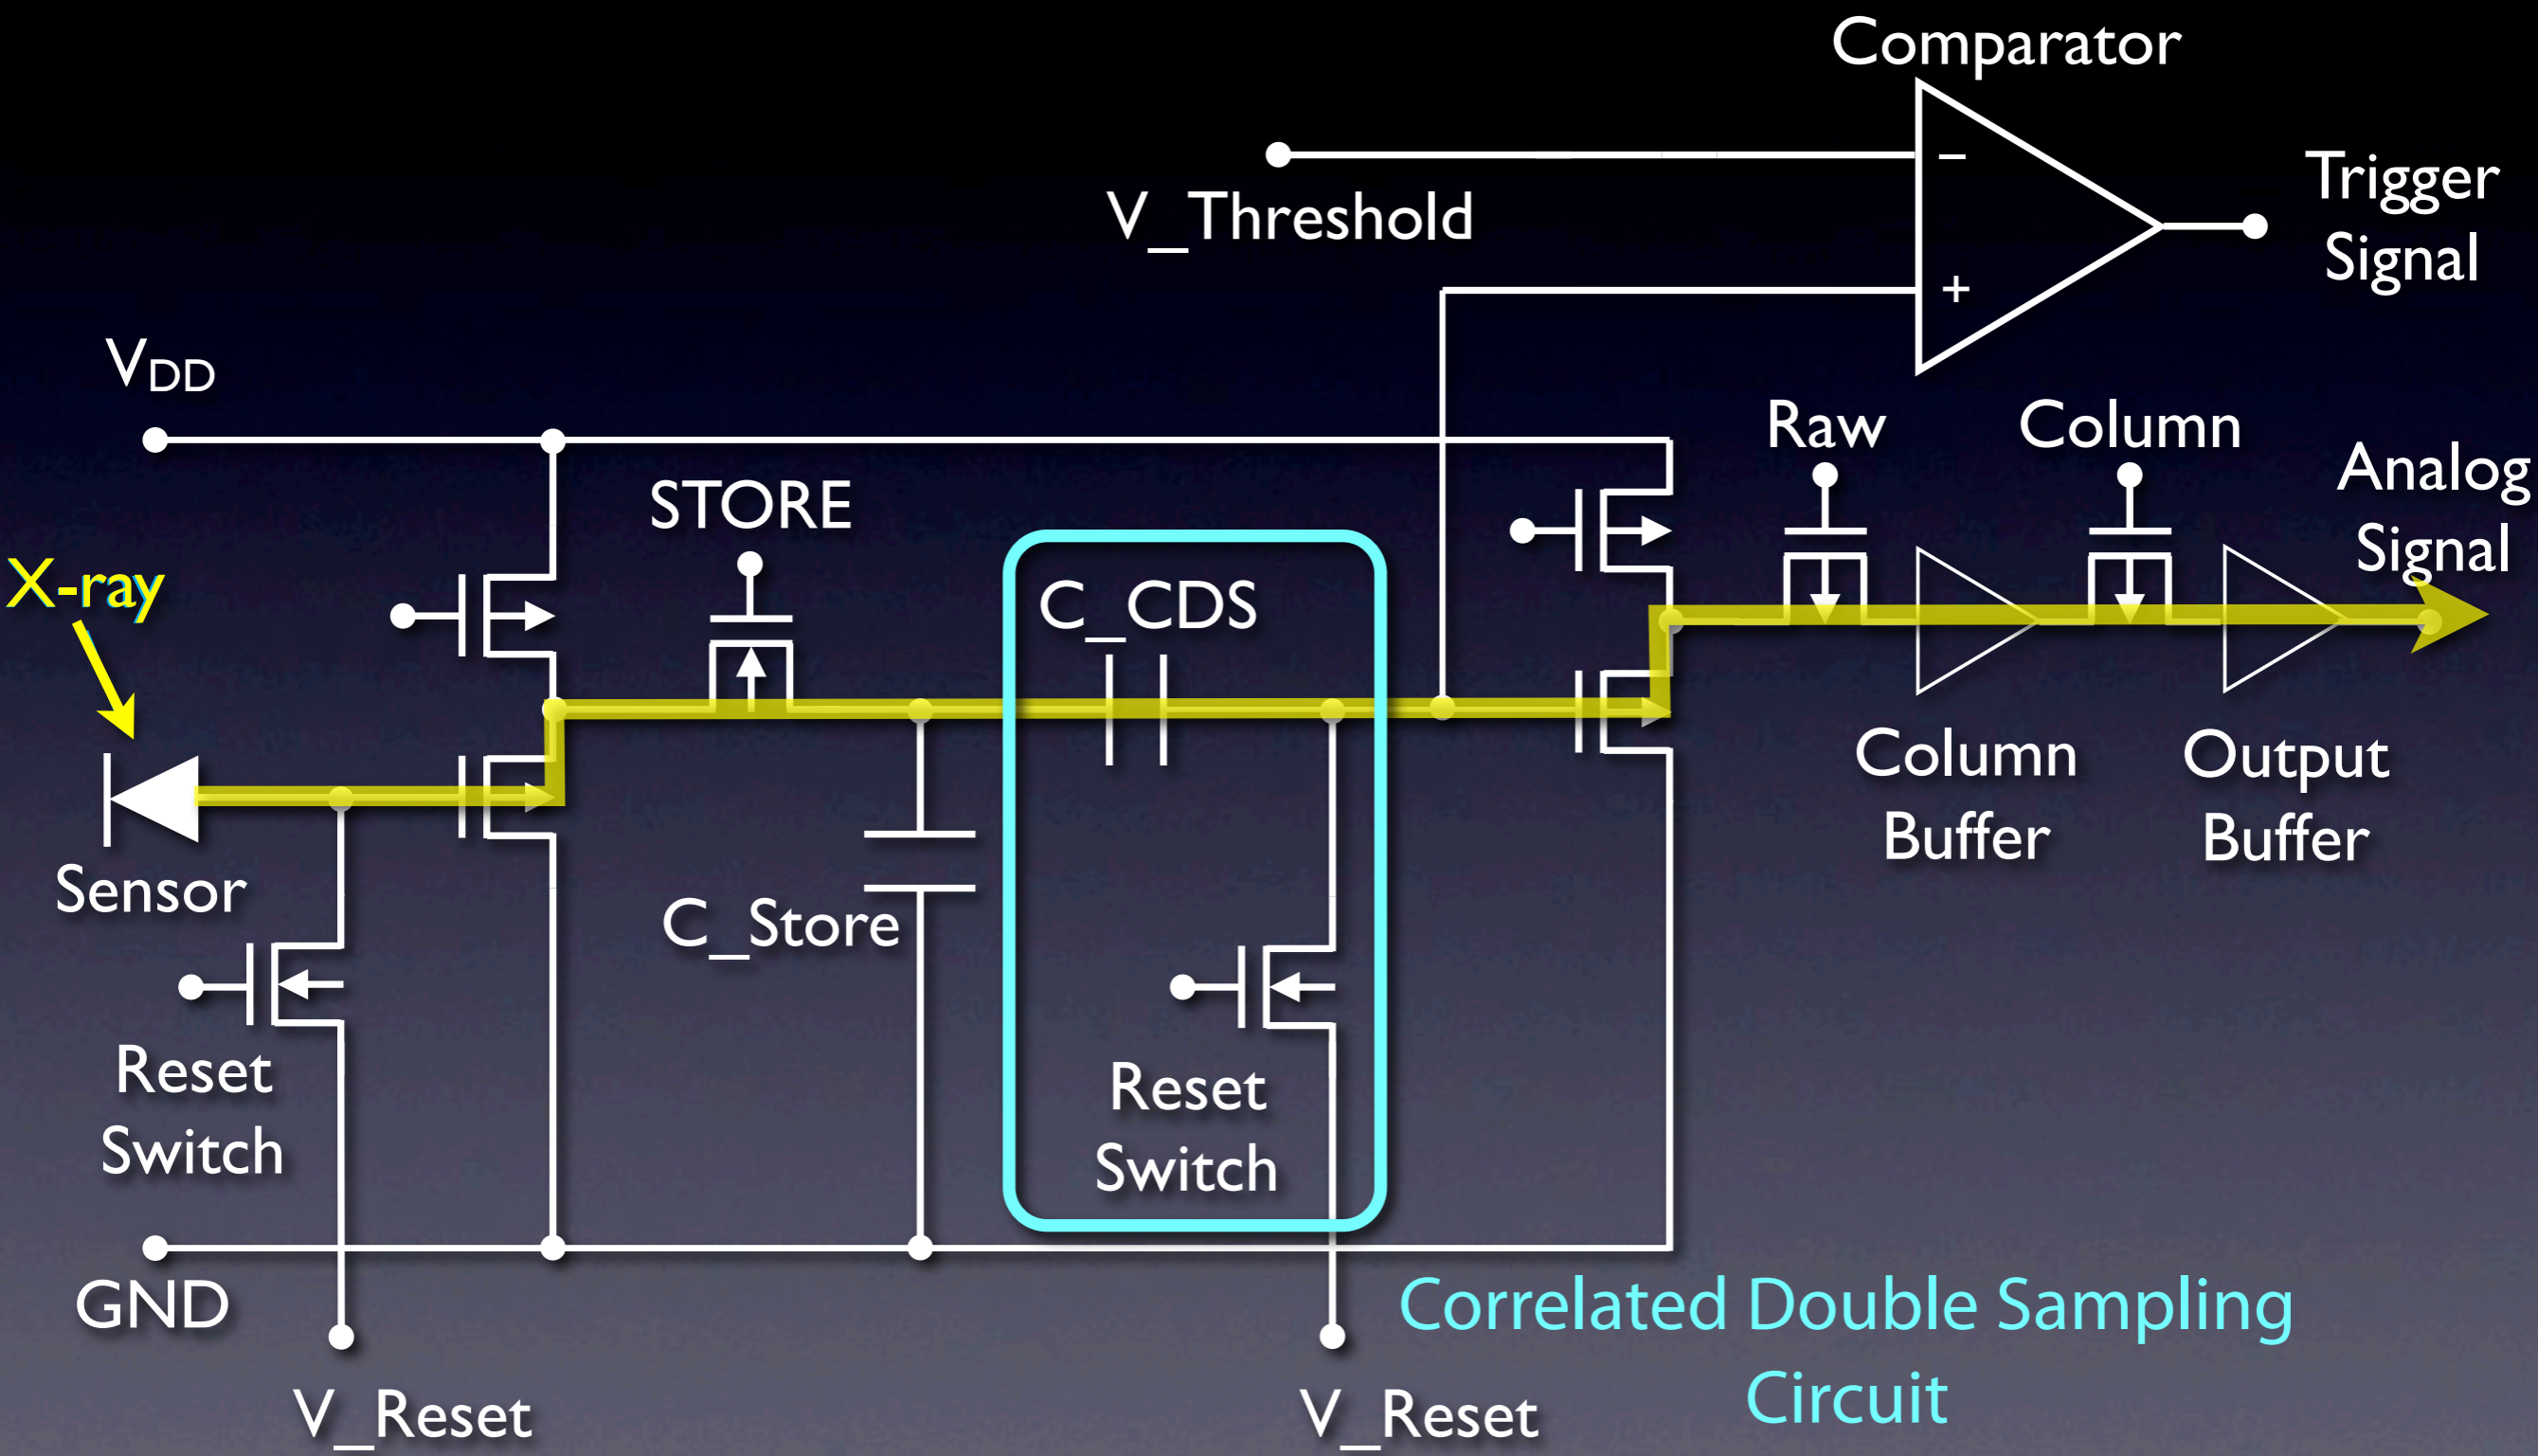 Comparator
−
V_Threshold
Trigger
Signal
+
VDD
Raw
Column
Analog
Signal
STORE
X-ray
C_CDS
Column
Buffer
Output
Buffer
Sensor
C_Store
Reset
Switch
Reset
Switch
GND
Correlated Double Sampling
Circuit
V_Reset
V_Reset